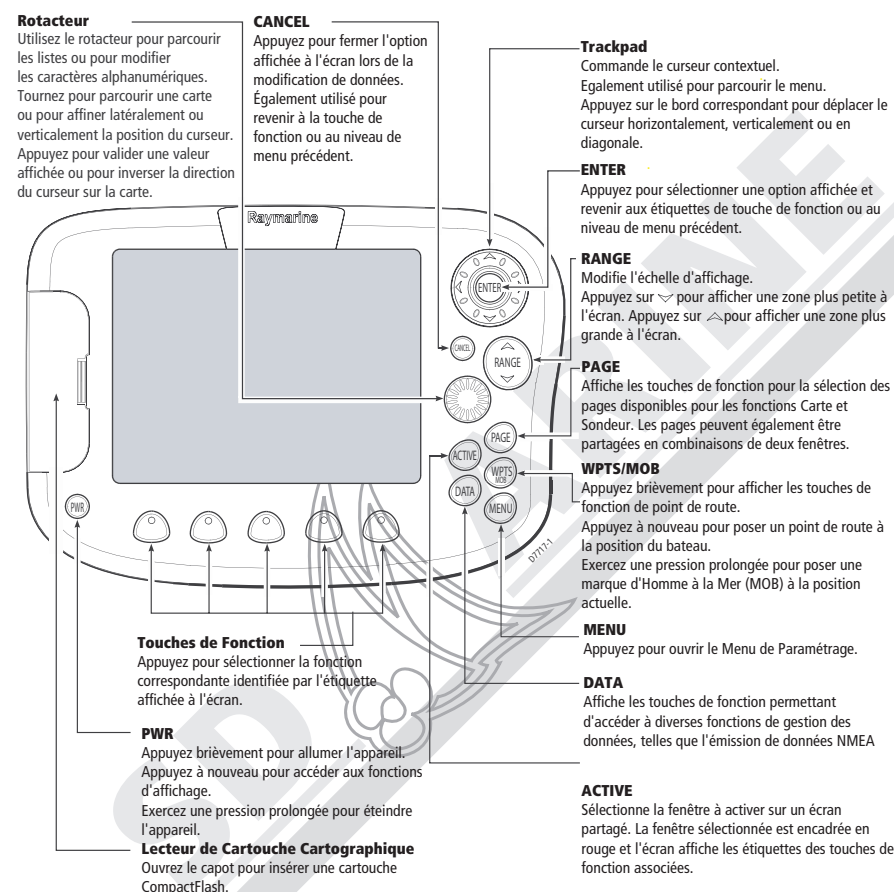 Rotacteur
Utilisez le rotacteur pour parcourir
les listes ou pour modifier
les caractères alphanumériques.
Tournez pour parcourir une carte
ou pour affiner latéralement ou
verticalement la position du curseur.
Appuyez pour valider une valeur
affichée ou pour inverser la direction
du curseur sur la carte.
CANCEL
Appuyez pour fermer l'option
affichée à l'écran lors de la
modification de données.
Également utilisé pour
revenir à la touche de
fonction ou au niveau de
menu précédent.
Trackpad
Commande le curseur contextuel.
Egalement utilisé pour parcourir le menu.
Appuyez sur le bord correspondant pour déplacer le
curseur horizontalement, verticalement ou en
diagonale.
ENTER
Appuyez pour sélectionner une option affichée et
revenir aux étiquettes de touche de fonction ou au
niveau de menu précédent.
RANGE
Modifie l'échelle d'affichage.
Appuyez sur pour afficher une zone plus petite à
l'écran. Appuyez sur pour afficher une zone plus
grande à l'écran.
PAGE
Affiche les touches de fonction pour la sélection des
pages disponibles pour les fonctions Carte et
Sondeur. Les pages peuvent également être
partagées en combinaisons de deux fenêtres.
WPTS/MOB
Appuyez brièvement pour afficher les touches de
fonction de point de route.
Appuyez à nouveau pour poser un point de route à
la position du bateau.
Exercez une pression prolongée pour poser une
marque d'Homme à la Mer (MOB) à la position
actuelle.
MENU
Appuyez pour ouvrir le Menu de Paramétrage.
DATA
Affiche les touches de fonction permettant
d'accéder à diverses fonctions de gestion des
données, telles que l'émission de données NMEA
ACTIVE
Sélectionne la fenêtre à activer sur un écran
partagé. La fenêtre sélectionnée est encadrée en
rouge et l'écran affiche les étiquettes des touches de
fonction associées.
Raymarine
ENTER
CANCEL
RANGE
PAGE
ACTIVE
WPTS
MOB
DATA
MENU
PWR
D7717-1
Touches de Fonction
Appuyez pour sélectionner la fonction
correspondante identifiée par l'étiquette
affichée à l'écran.
PWR
Appuyez brièvement pour allumer l'appareil.
Appuyez à nouveau pour accéder aux fonctions
d'affichage.
Exercez une pression prolongée pour éteindre
l'appareil.
Lecteur de Cartouche Cartographique
Ouvrez le capot pour insérer une cartouche
CompactFlash.
SD MARINE